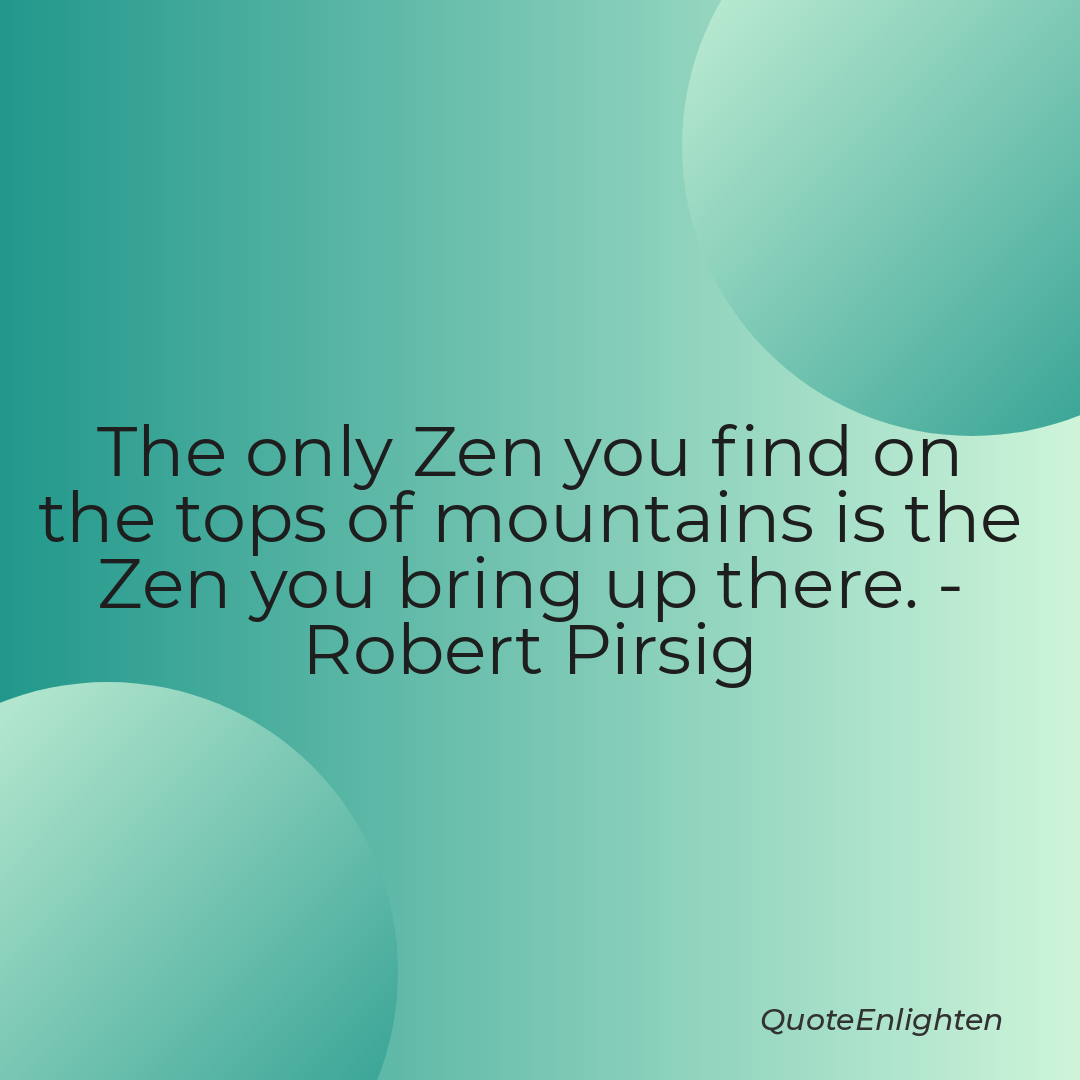 The only Zen you find on
the tops of mountains is the
Zen you bring up there. -
Robert Pirsig
QuoteEnlighten